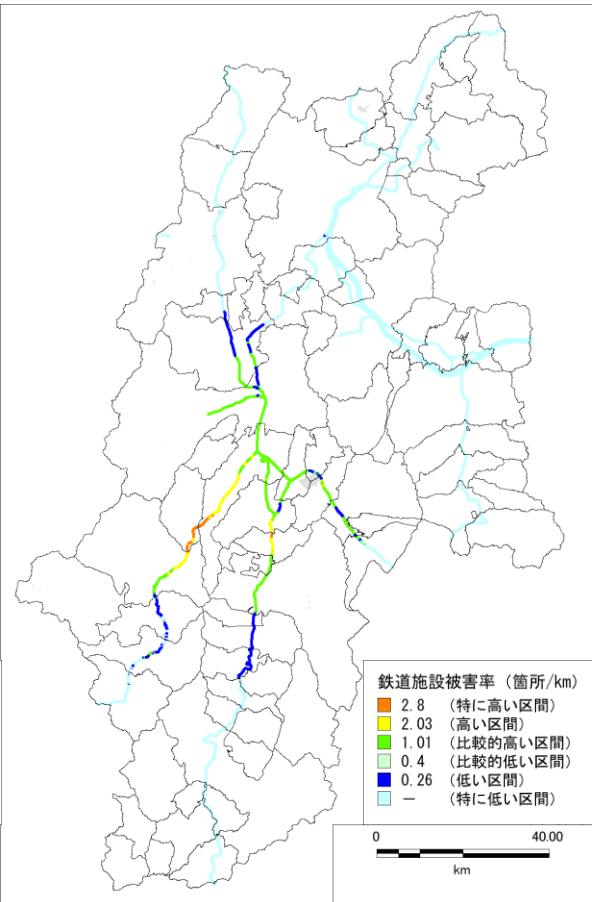 鉄道施設被害率 (箇所/km)
2.8 (特に高い区間)
2.03 (高い区間)
1.01 (比較的高い区間)
0.4 (比較的低い区間)
0.26 (低い区間)
— (特に低い区間)
0 40.00
km